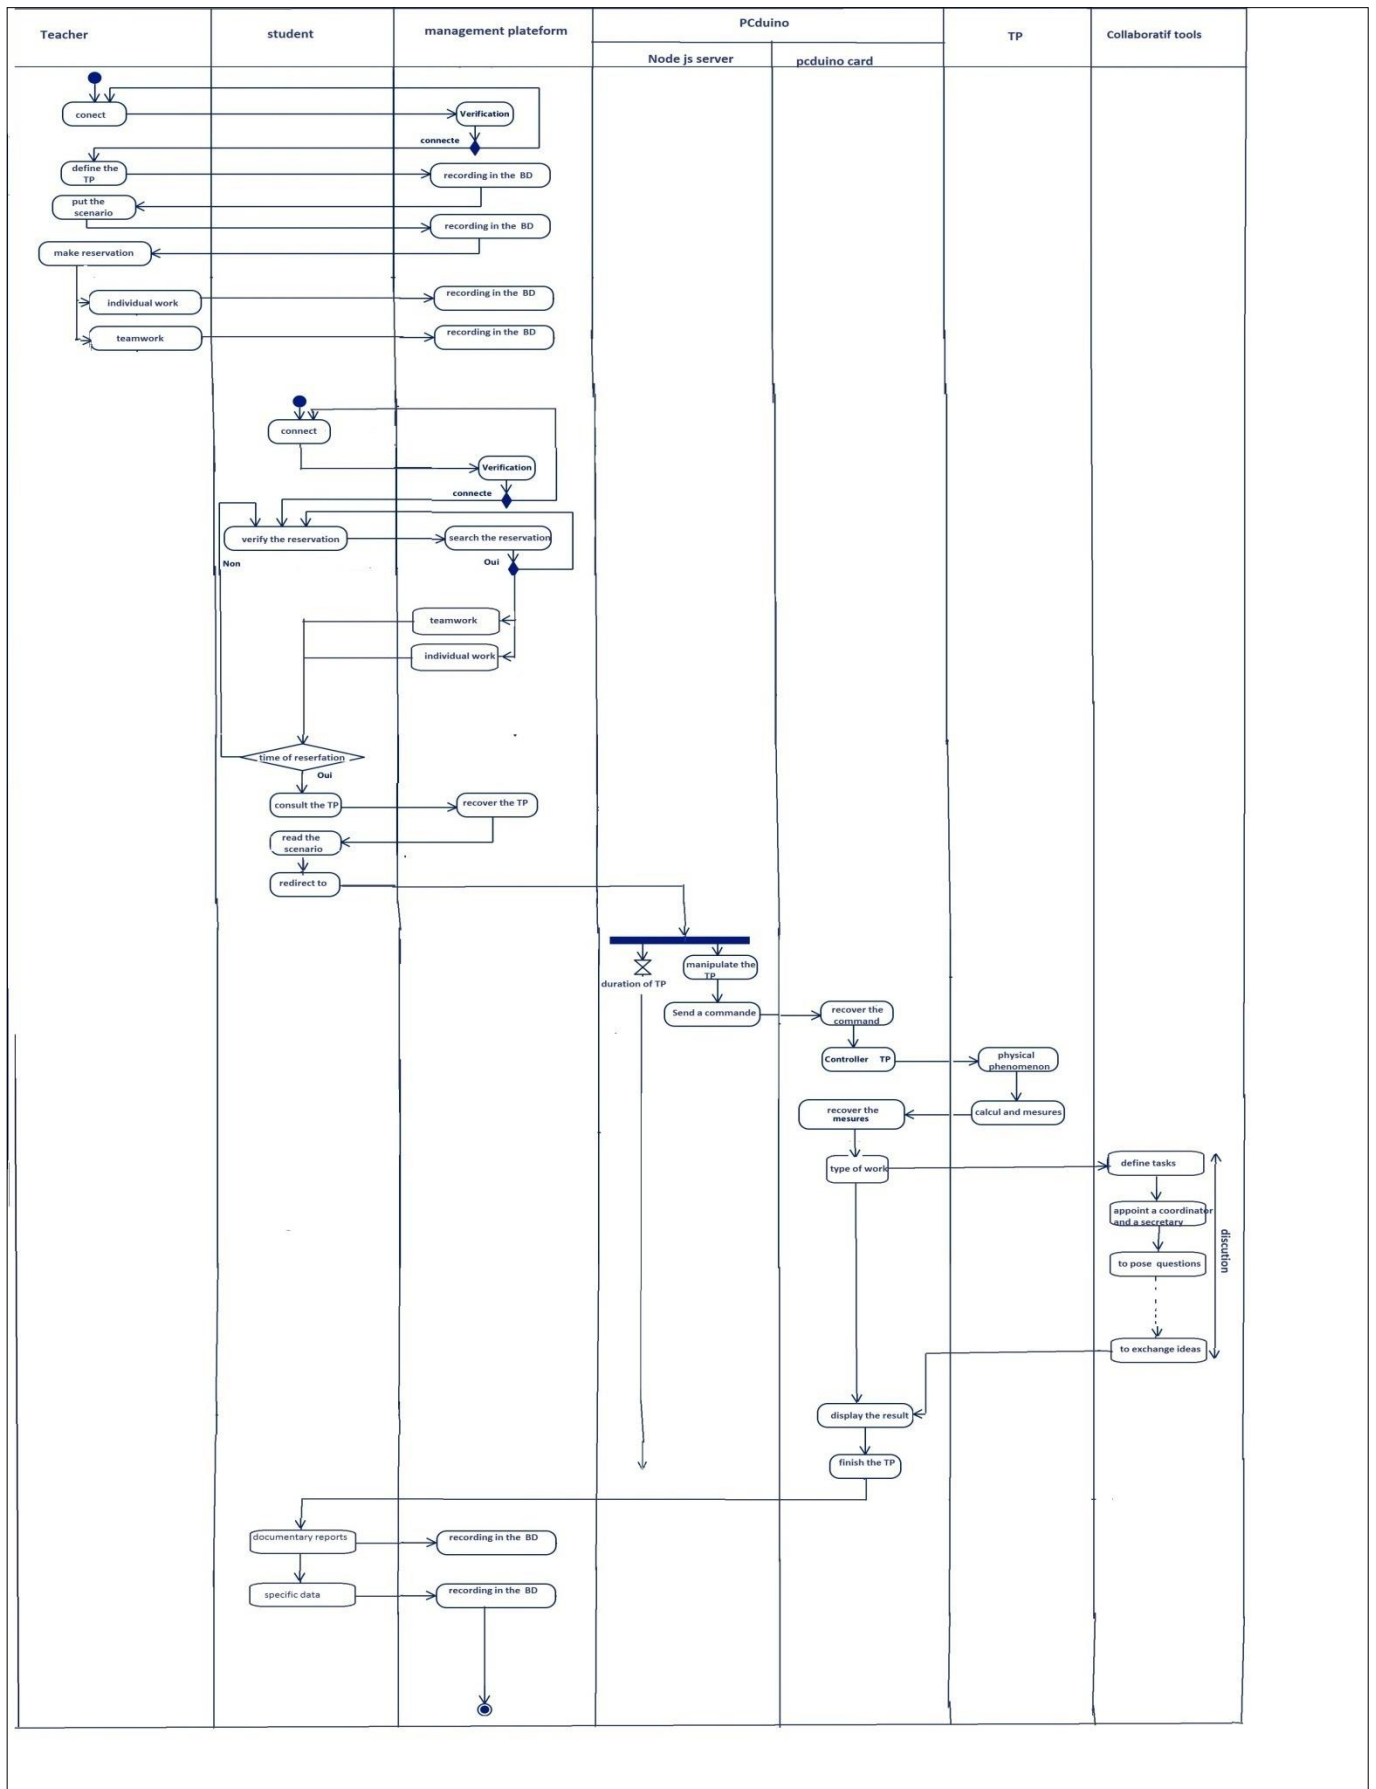 Teacher
student
management plateform
PCduino
Node js server
pcduino card
TP
Collaboratif tools
conect
Verification
connecte
define the
TP
recording in the BD
put the
scenario
recording in the BD
make reservation
individual work
recording in the BD
teamwork
recording in the BD
connect
Verification
connecte
verify the reservation
search the reservation
Non
Oui
teamwork
individual work
time of reserfation
Oui
consult the TP
recover the TP
read the
scenario
redirect to
manipulate the
TP
duration of TP
Send a commande
recover the
command
Controller TP
physical
phenomenon
recover the
mesures
calcul and mesures
type of work
define tasks
appoint a coordinator
and a secretary
to pose questions
discution
to exchange ideas
display the result
finish the TP
documentary reports
recording in the BD
specific data
recording in the BD